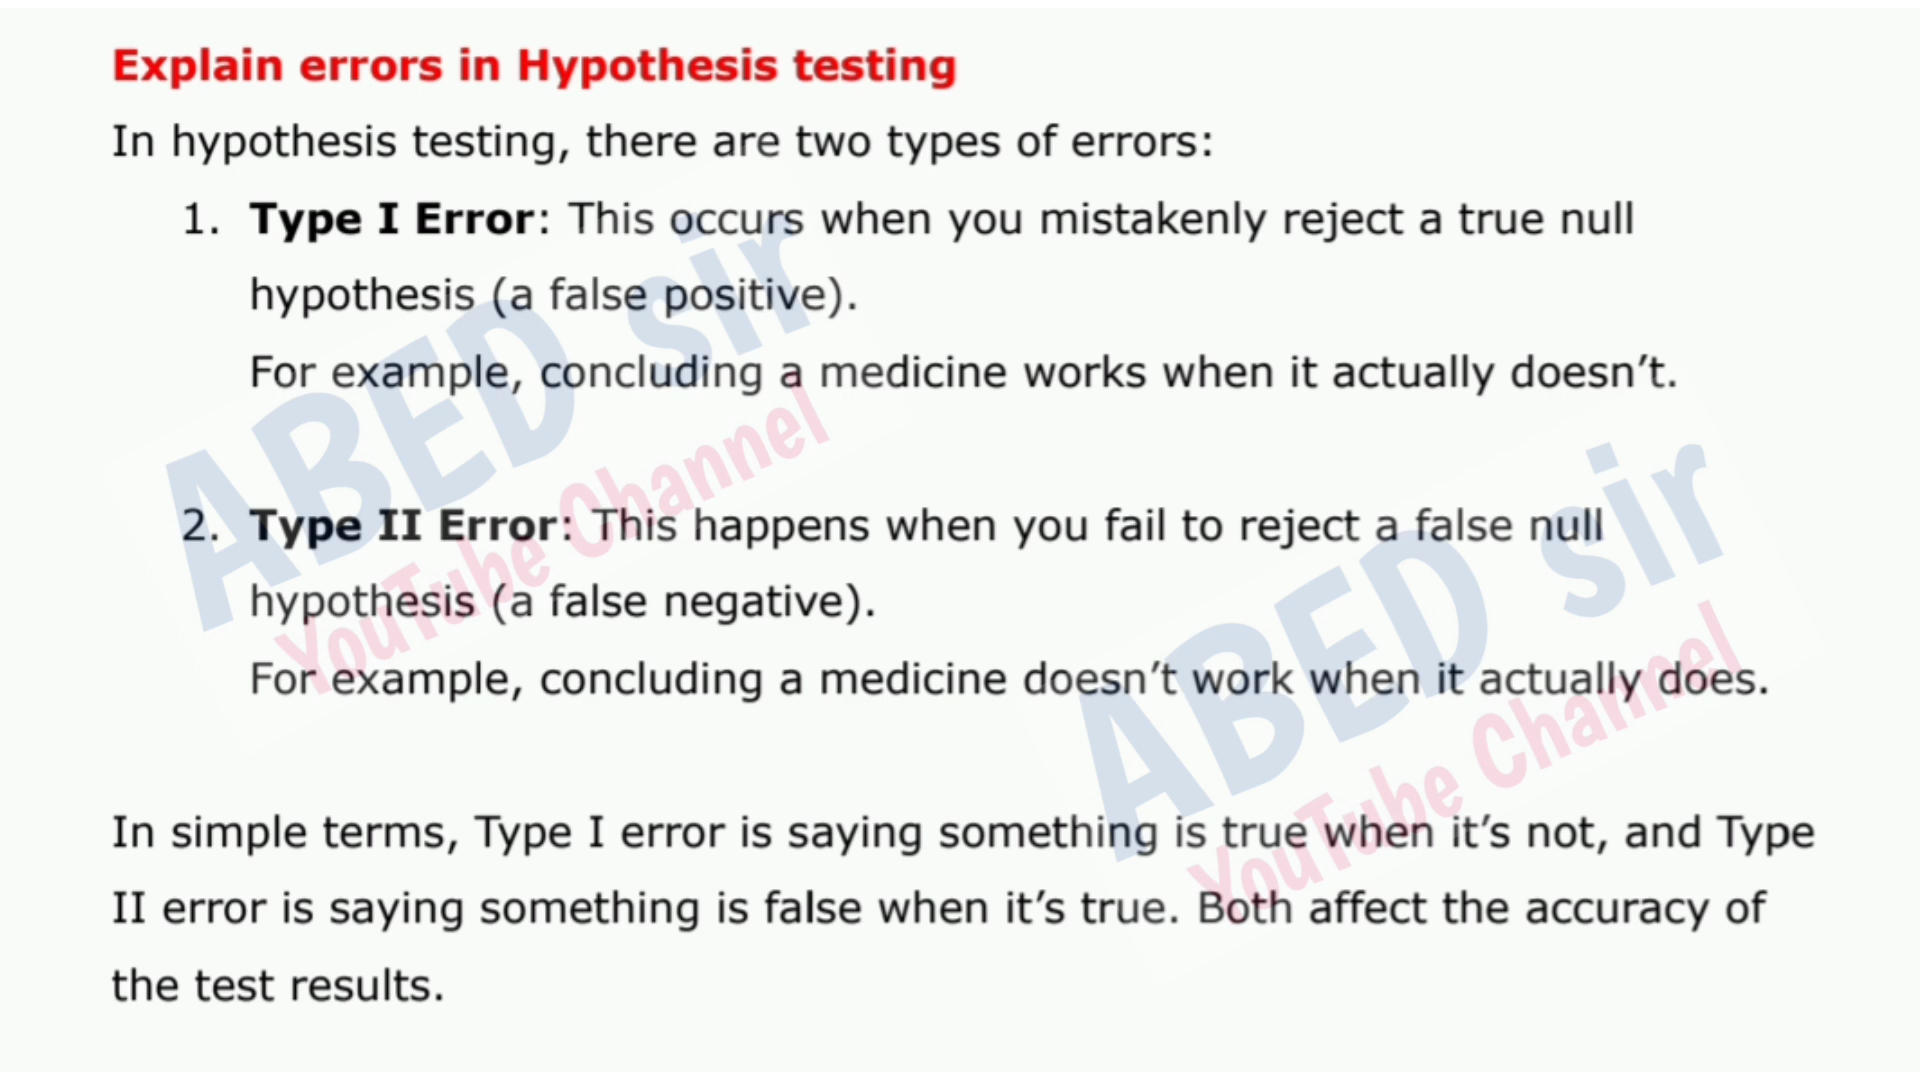 Explain errors in Hypothesis testing
In hypothesis testing, there are two types of errors:
1. Type I Error: This occurs when you mistakenly reject a true null
hypothesis (a false positive).
For example, concluding a medicine works when it actually doesn’t.
2. Type II Error: This happens when you fail to reject a false null
hypothesis (a false negative).
For example, concluding a medicine doesn’t work when it actually does.
In simple terms, Type I error is saying something is true when it’s not, and Type
II error is saying something is false when it’s true. Both affect the accuracy of
the test results.
ABED sir
YouTube Channel
ABED sir
YouTube Channel